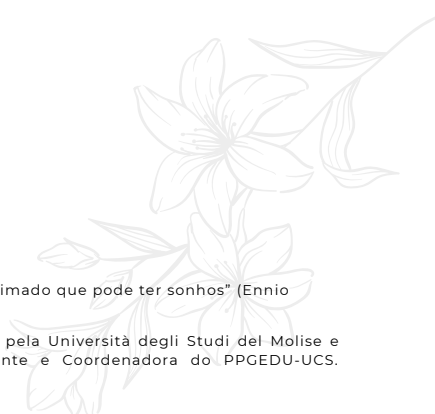 imado que pode ter sonhos” (Ennio
pela Università degli Studi del Molise e
nte e Coordenadora do PPGEDU-UCS.